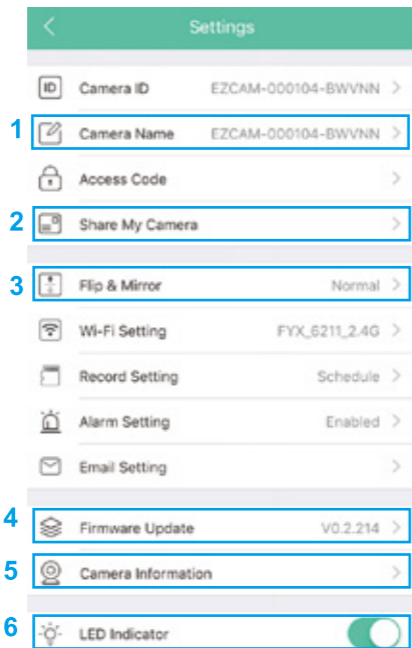 Settings
ID Camera ID EZCAM-000104-BWVNN
1 Camera Name EZCAM-000104-BWVNN
Access Code
2 Share My Camera
3 Flip & Mirror Normal
Wi-Fi Setting FYX_6211_2.4G
Record Setting Schedule
Alarm Setting Enabled
Email Setting
4 Firmware Update V0.2.214
5 Camera Information
6 LED Indicator